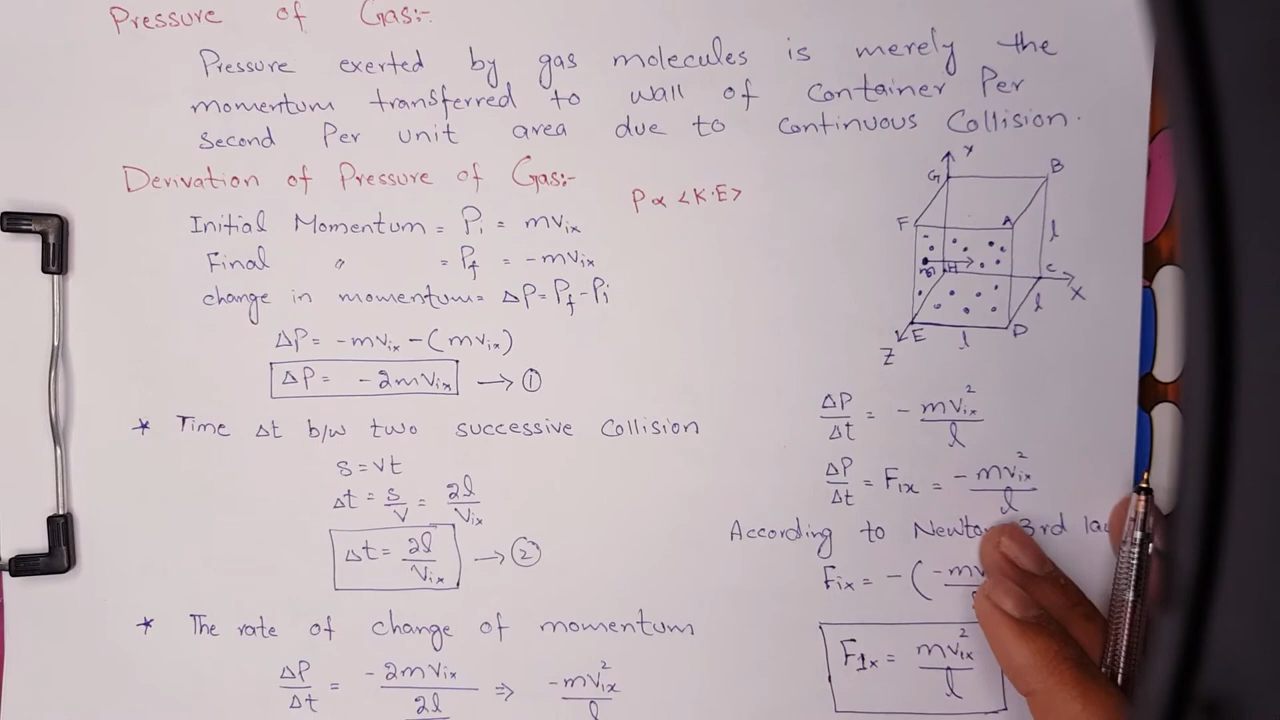 Pressure of Gas:-
Pressure exerted by gas molecules is merely the
momentum transferred to wall of container Per
Second Per unit area due to continuous Collision.
Derivation of Pressure of Gas:-
P ∝ <K·E>
Initial Momentum = Pi = mvix
Final " = Pf = -mvix
change in momentum = ΔP = Pf - Pi
ΔP = -mvix - (mvix)
ΔP = -2mvix → ①
* Time Δt b/w two successive Collision
S = vt
Δt = S/V = 2l/Vix
Δt = 2l/Vix → ②
* The rate of change of momentum
ΔP/Δt = -2mvix/2l ⇒ -mvix²/l
Y
G B
F A
l
H C
X
l
E D
Z l
ΔP/Δt = -mvix²/l
ΔP/Δt = Fix = -mvix²/l
According to 3rd
Fix = -(-mv
F1x = mvix²/l